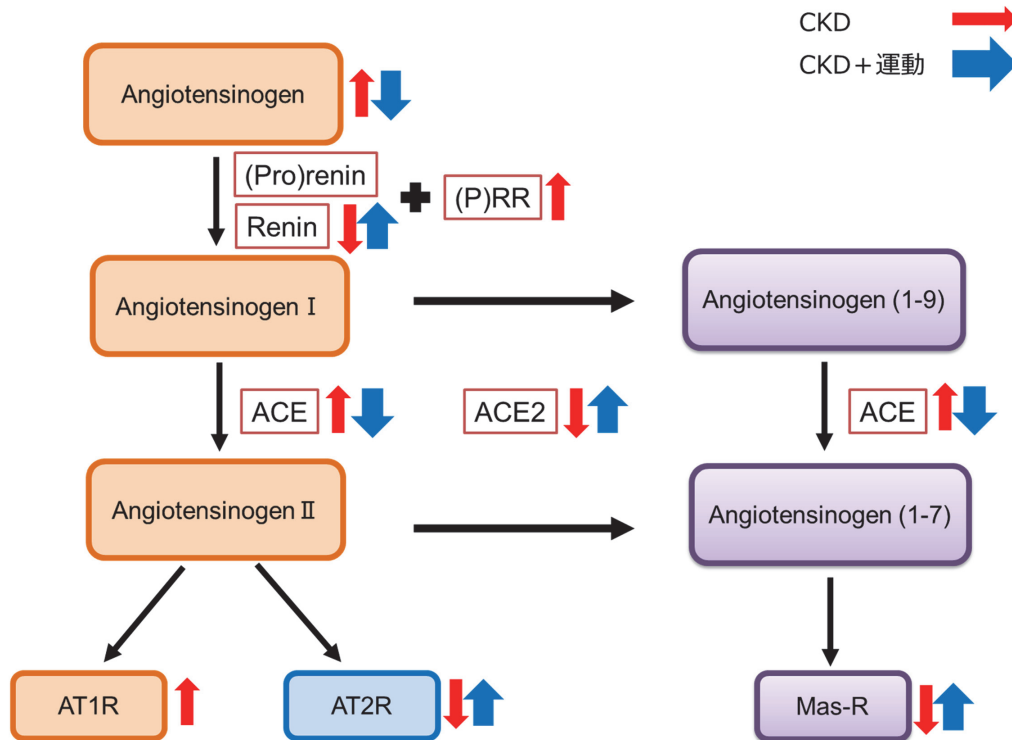 CKD
CKD＋運動
Angiotensinogen
(Pro)renin
(P)RR
Renin
Angiotensinogen Ⅰ
Angiotensinogen (1-9)
ACE
ACE2
ACE
Angiotensinogen Ⅱ
Angiotensinogen (1-7)
AT1R
AT2R
Mas-R